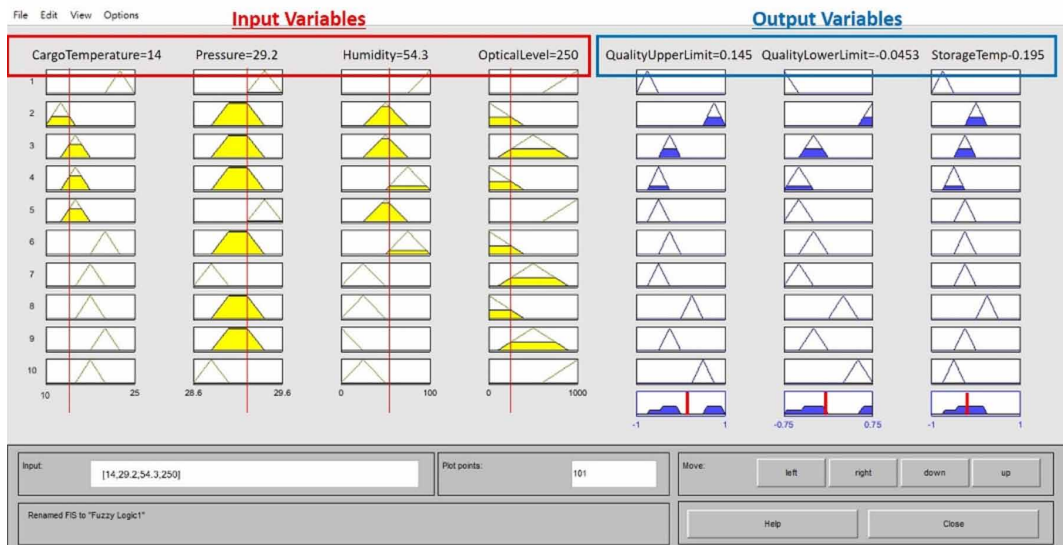 File Edit View Options
Input Variables
Output Variables
CargoTemperature=14 Pressure=29.2 Humidity=54.3 OpticalLevel=250 QualityUpperLimit=0.145 QualityLowerLimit=-0.0453 StorageTemp-0.195
1
2
3
4
5
6
7
8
9
10
10 25 28.6 29.6 0 100 0 1000
-1 1 -0.75 0.75 -1 1
Input: [14,29.2,54.3,250] Plot points: 101 Move: left right down up
Renamed FIS to "Fuzzy Logic1" Help Close